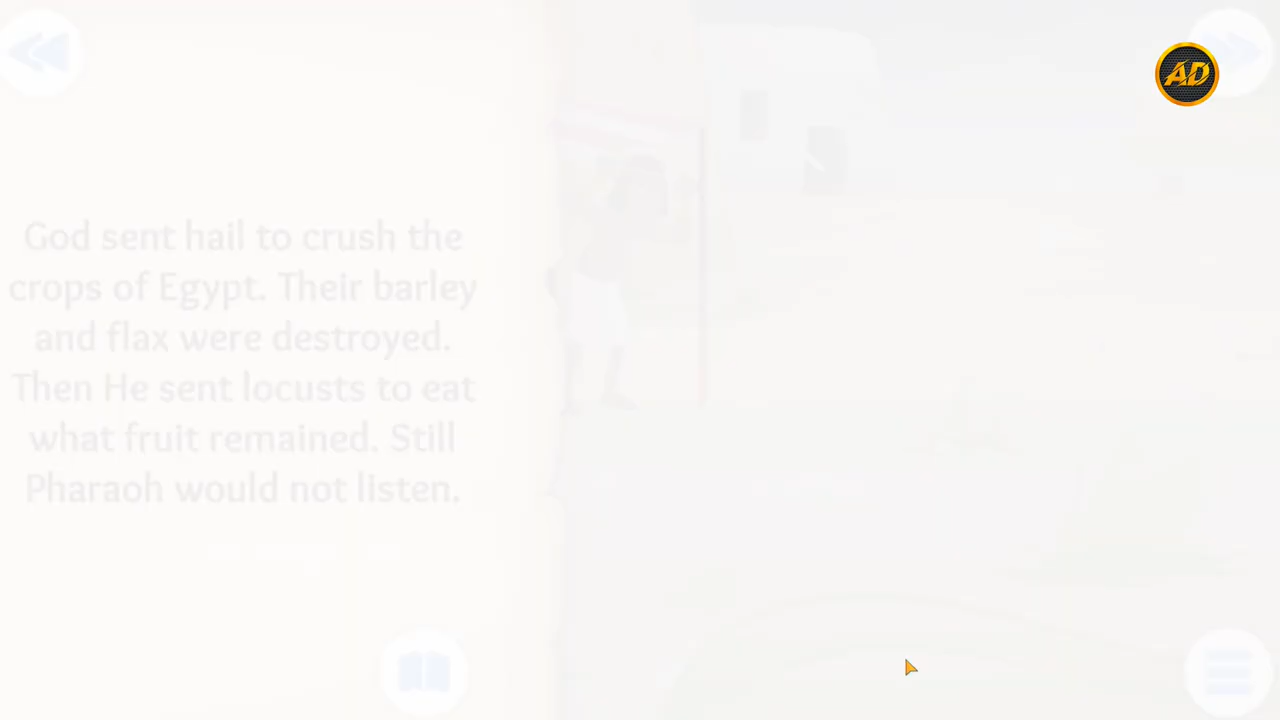 AD
God sent hail to crush the
crops of Egypt. Their barley
and flax were destroyed.
Then He sent locusts to eat
what fruit remained. Still
Pharaoh would not listen.